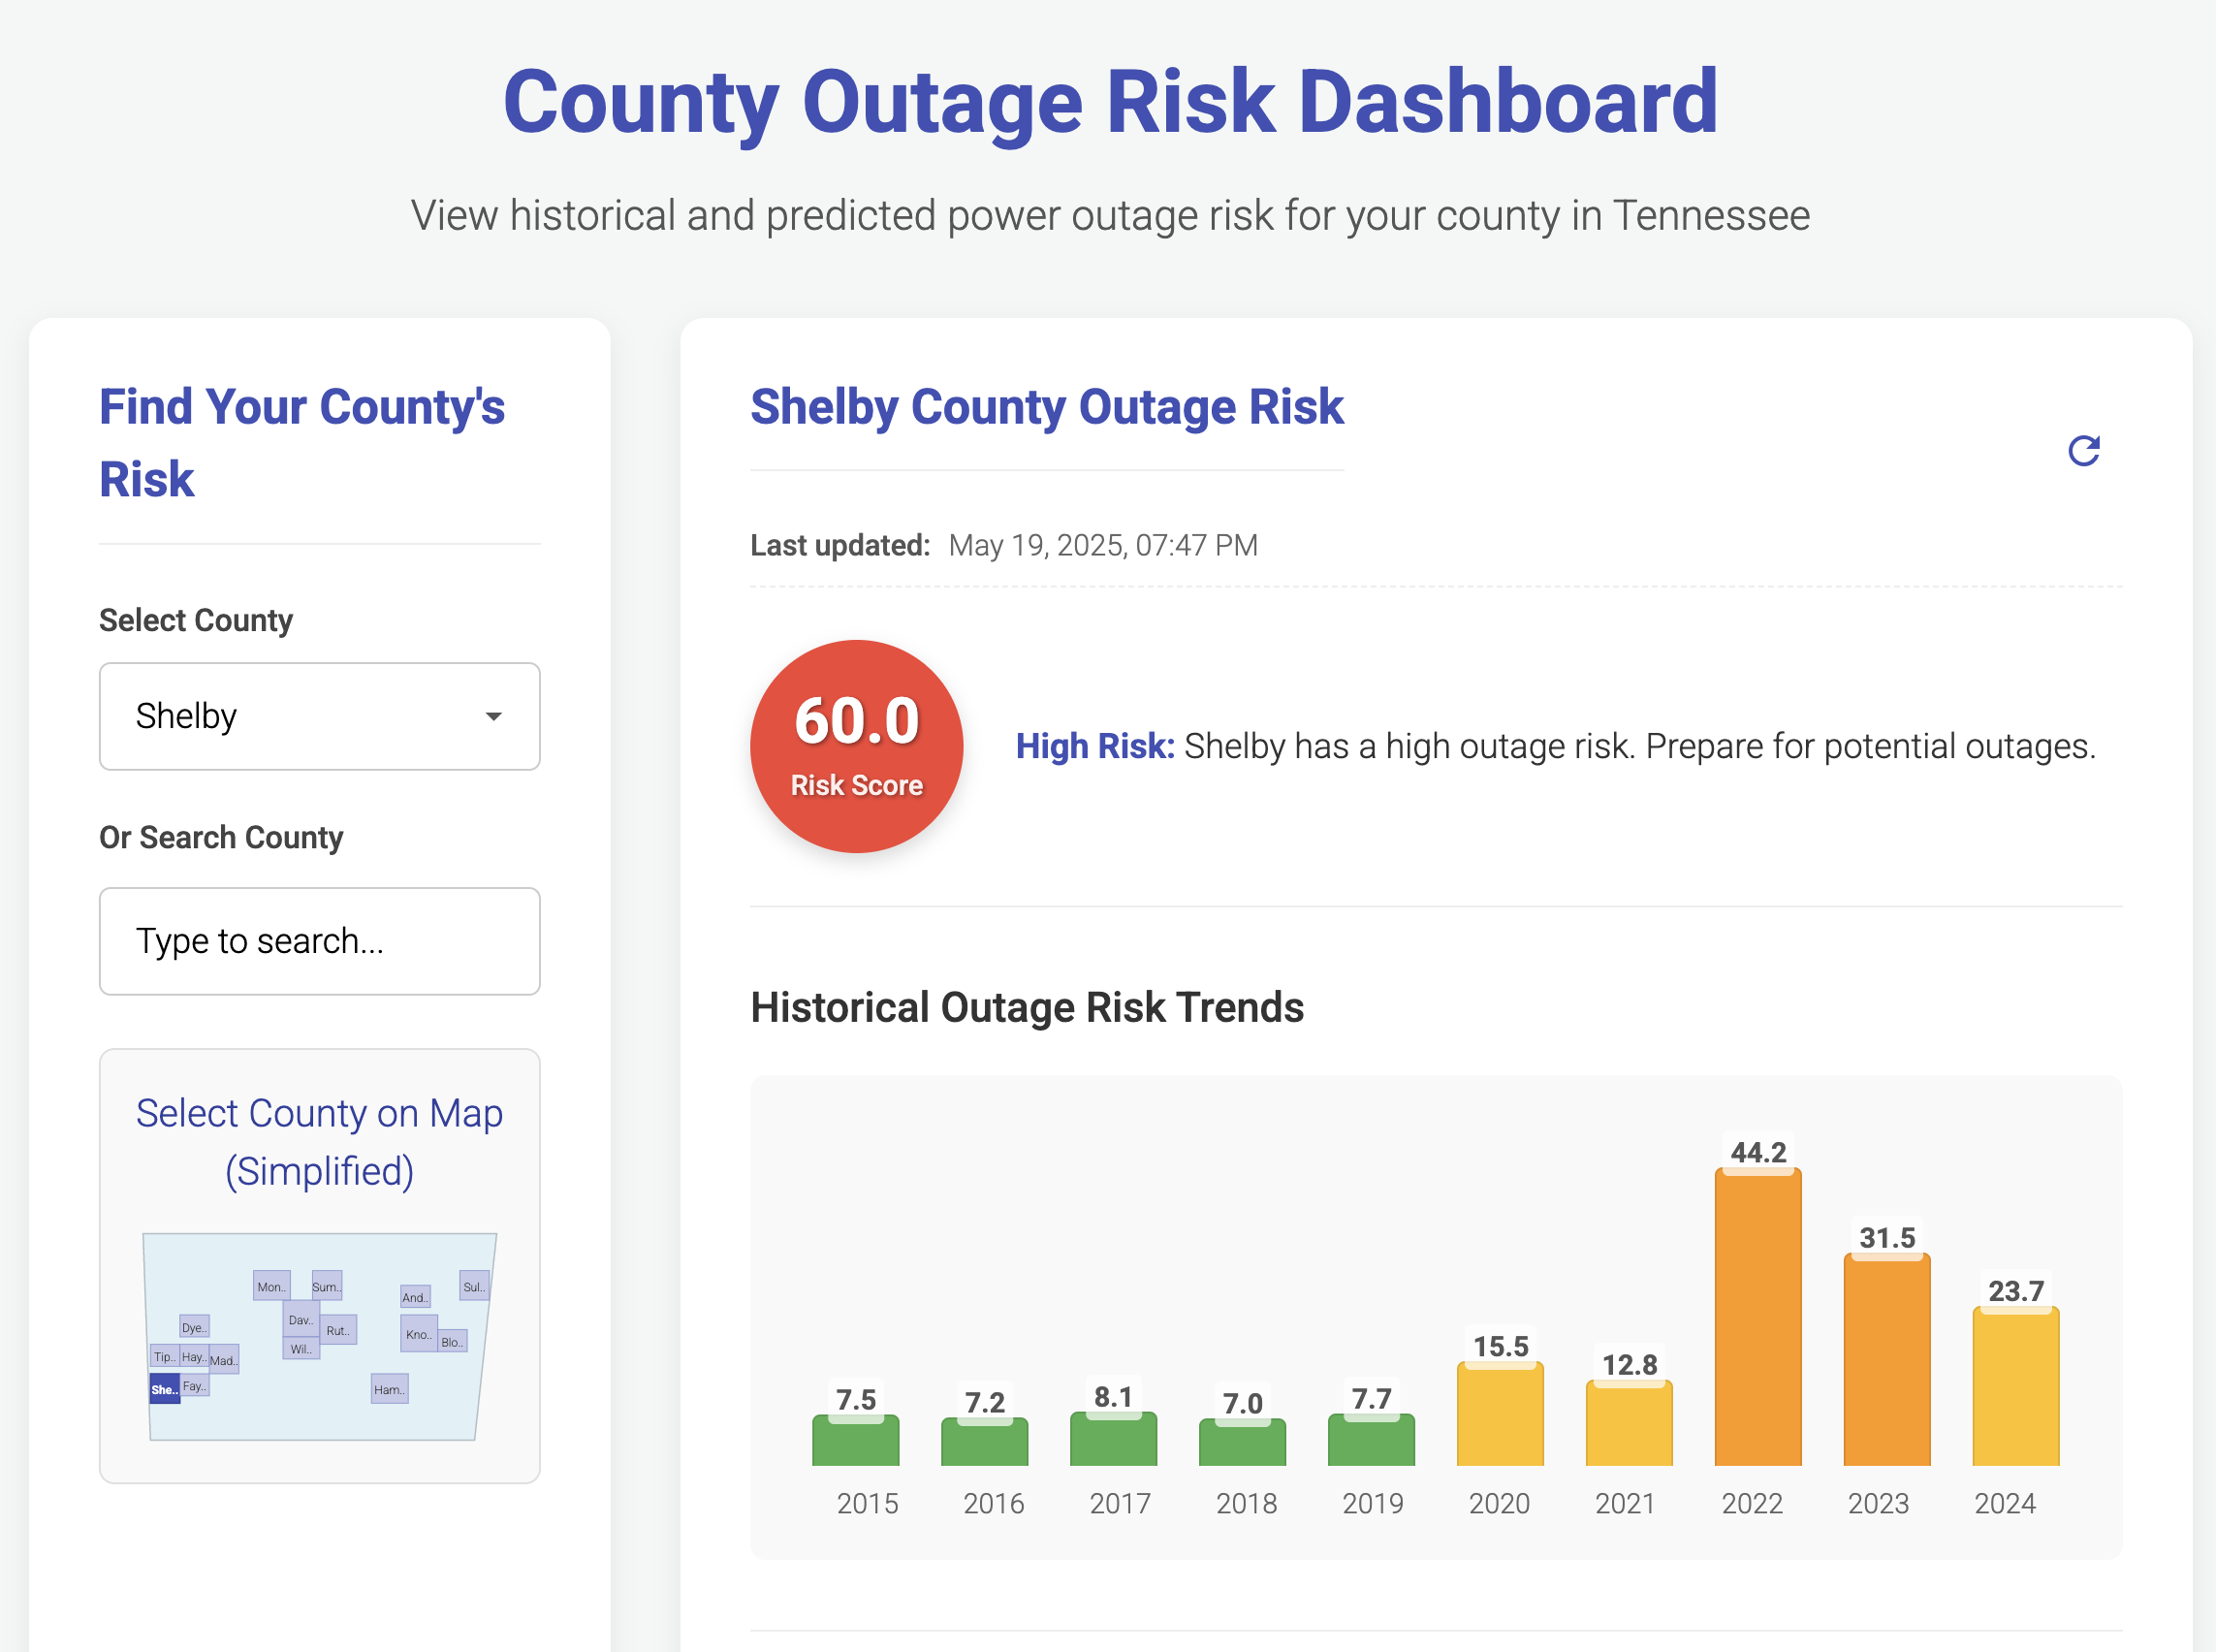 County Outage Risk Dashboard
View historical and predicted power outage risk for your county in Tennessee
Find Your County's
Risk
Select County
Shelby
Or Search County
Type to search...
Select County on Map
(Simplified)
Mon..
Sum..
And..
Sul..
Dav..
Rut..
Dye..
Kno..
Blo..
Wil..
Tip..
Hay..
Mad..
She..
Fay..
Ham..
Shelby County Outage Risk
Last updated: May 19, 2025, 07:47 PM
60.0
Risk Score
High Risk: Shelby has a high outage risk. Prepare for potential outages.
Historical Outage Risk Trends
7.5
7.2
8.1
7.0
7.7
15.5
12.8
44.2
31.5
23.7
2015
2016
2017
2018
2019
2020
2021
2022
2023
2024